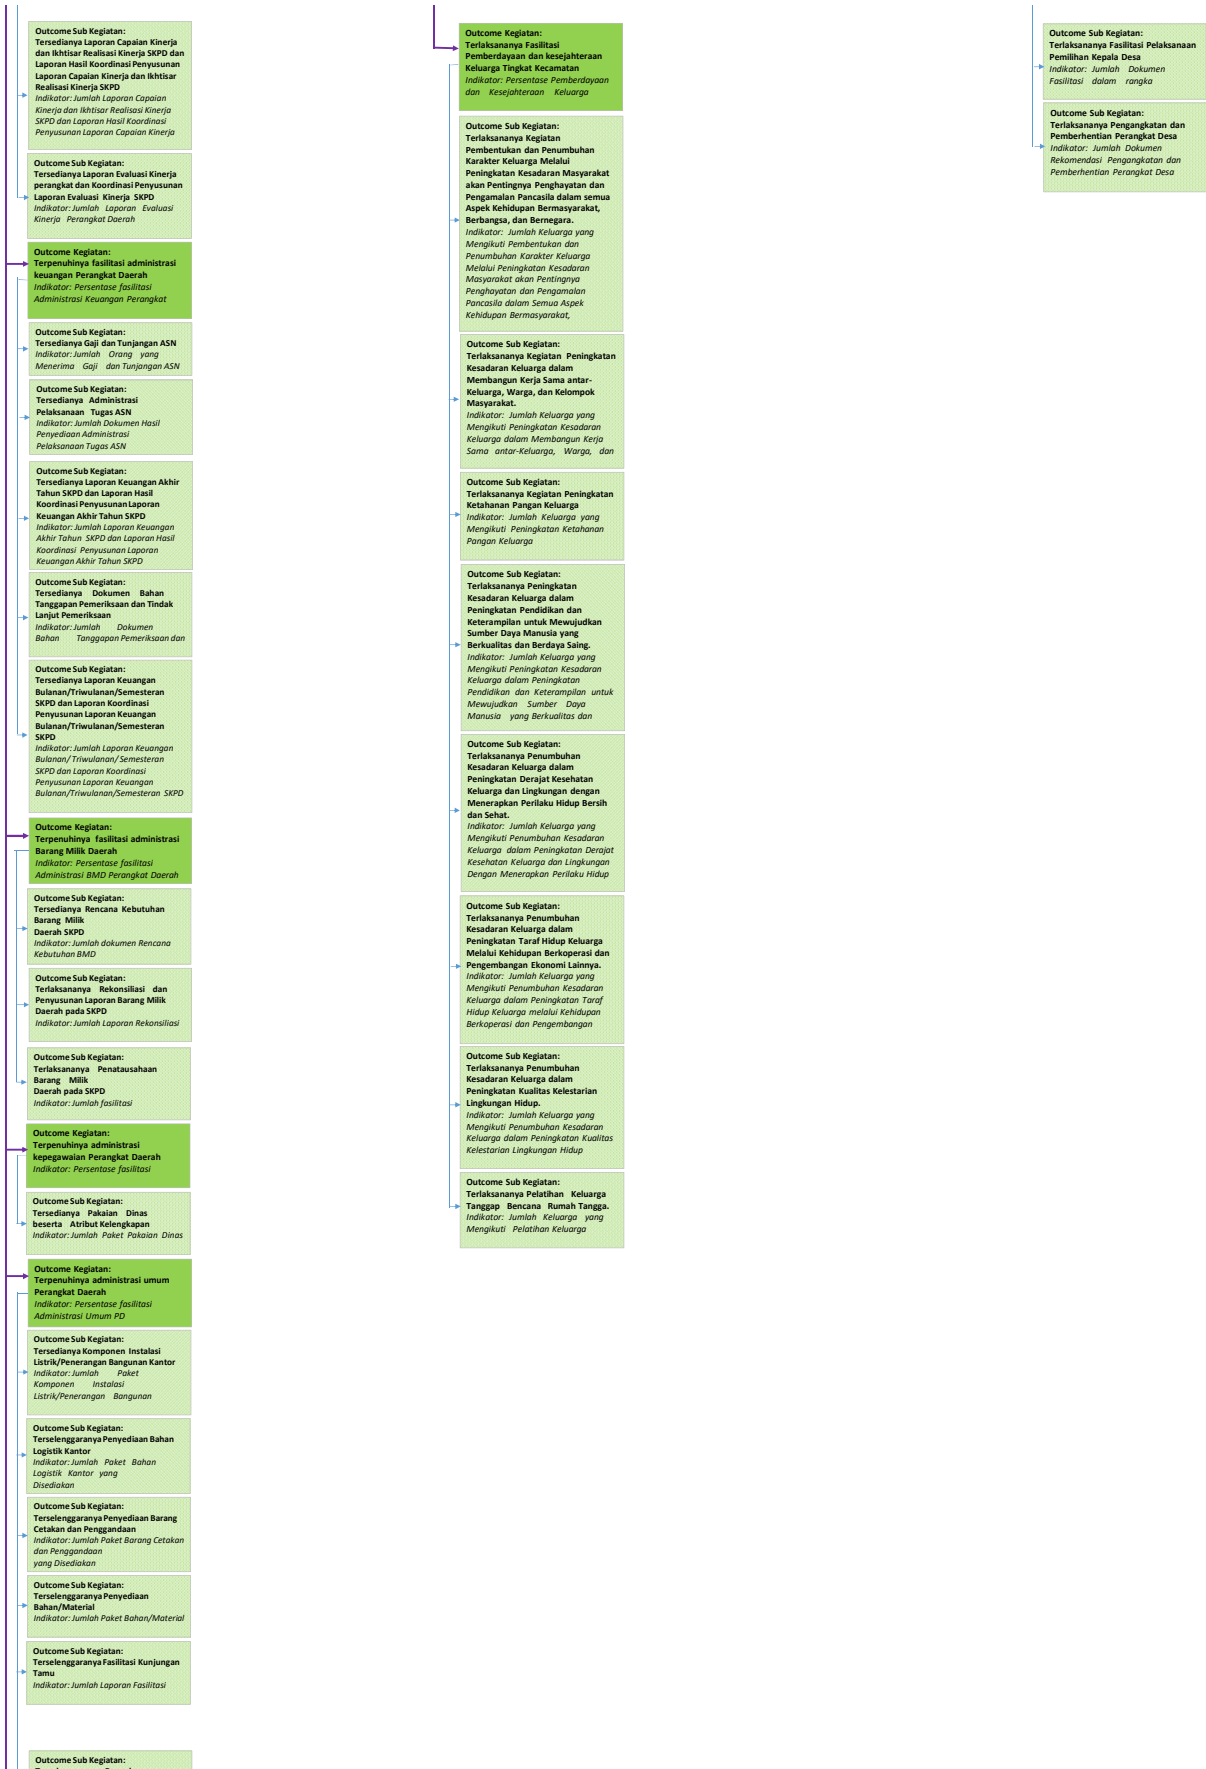 Outcome Sub Kegiatan:
Tersedianya Laporan Capaian Kinerja
dan Ikhtisar Realisasi Kinerja SKPD dan
Laporan Hasil Koordinasi Penyusunan
Laporan Capaian Kinerja dan Ikhtisar
Realisasi Kinerja SKPD
Indikator: Jumlah Laporan Capaian
Kinerja dan Ikhtisar Realisasi Kinerja
SKPD dan Laporan Hasil Koordinasi
Penyusunan Laporan Capaian Kinerja
Outcome Sub Kegiatan:
Tersedianya Laporan Evaluasi Kinerja
perangkat dan Koordinasi Penyusunan
Laporan Evaluasi Kinerja SKPD
Indikator: Jumlah Laporan Evaluasi
Kinerja Perangkat Daerah
Outcome Kegiatan:
Terpenuhinya fasilitasi administrasi
keuangan Perangkat Daerah
Indikator: Persentase fasilitasi
Administrasi Keuangan Perangkat
Outcome Sub Kegiatan:
Tersedianya Gaji dan Tunjangan ASN
Indikator: Jumlah Orang yang
Menerima Gaji dan Tunjangan ASN
Outcome Sub Kegiatan:
Tersedianya Administrasi
Pelaksanaan Tugas ASN
Indikator: Jumlah Dokumen Hasil
Penyediaan Administrasi
Pelaksanaan Tugas ASN
Outcome Sub Kegiatan:
Tersedianya Laporan Keuangan Akhir
Tahun SKPD dan Laporan Hasil
Koordinasi Penyusunan Laporan
Keuangan Akhir Tahun SKPD
Indikator: Jumlah Laporan Keuangan
Akhir Tahun SKPD dan Laporan Hasil
Koordinasi Penyusunan Laporan
Keuangan Akhir Tahun SKPD
Outcome Sub Kegiatan:
Tersedianya Dokumen Bahan
Tanggapan Pemeriksaan dan Tindak
Lanjut Pemeriksaan
Indikator: Jumlah Dokumen
Bahan Tanggapan Pemeriksaan dan
Outcome Sub Kegiatan:
Tersedianya Laporan Keuangan
Bulanan/Triwulanan/Semesteran
SKPD dan Laporan Koordinasi
Penyusunan Laporan Keuangan
Bulanan/Triwulanan/Semesteran
SKPD
Indikator: Jumlah Laporan Keuangan
Bulanan/ Triwulanan/ Semesteran
SKPD dan Laporan Koordinasi
Penyusunan Laporan Keuangan
Bulanan/Triwulanan/Semesteran SKPD
Outcome Kegiatan:
Terpenuhinya fasilitasi administrasi
Barang Milik Daerah
Indikator: Persentase fasilitasi
Administrasi BMD Perangkat Daerah
Outcome Sub Kegiatan:
Tersedia Rencana Kebutuhan
Barang Milik
Daerah SKPD
Indikator: Jumlah dokumen Rencana
Kebutuhan BMD
Outcome Sub Kegiatan:
Terlaksananya Rekonsiliasi dan
Penyusunan Laporan Barang Milik
Daerah pada SKPD
Indikator: Jumlah Laporan Rekonsiliasi
Outcome Sub Kegiatan:
Terlaksananya Penatausahaan
Barang Milik
Daerah pada SKPD
Indikator: Jumlah fasilitasi
Outcome Kegiatan:
Terpenuhinya administrasi
kepegawaian Perangkat Daerah
Indikator: Persentase fasilitasi
Outcome Sub Kegiatan:
Tersedianya Pakaian Dinas
beserta Atribut Kelengkapan
Indikator: Jumlah Paket Pakaian Dinas
Outcome Kegiatan:
Terpenuhinya administrasi umum
Perangkat Daerah
Indikator: Persentase fasilitasi
Administrasi Umum PD
Outcome Sub Kegiatan:
Tersedianya Komponen Instalasi
Listrik/Penerangan Bangunan Kantor
Indikator: Jumlah Paket
Komponen Instalasi
Listrik/Penerangan Bangunan
Outcome Sub Kegiatan:
Terselenggaranya Penyediaan Bahan
Logistik Kantor
Indikator: Jumlah Paket Bahan
Logistik Kantor yang
Disediakan
Outcome Sub Kegiatan:
Terselenggaranya Penyediaan Barang
Cetakan dan Penggandaan
Indikator: Jumlah Paket Barang Cetakan
dan Penggandaan
yang Disediakan
Outcome Sub Kegiatan:
Terselenggaranya Penyediaan
Bahan/Material
Indikator: Jumlah Paket Bahan/Material
Outcome Sub Kegiatan:
Terselenggaranya Fasilitasi Kunjungan
Tamu
Indikator: Jumlah Laporan Fasilitasi
Outcome Sub Kegiatan:
Outcome Kegiatan:
Terlaksananya Fasilitasi
Pemberdayaan dan kesejahteraan
Keluarga Tingkat Kecamatan
Indikator: Persentase Pemberdayaan
dan Kesejahteraan Keluarga
Outcome Sub Kegiatan:
Terlaksananya Kegiatan
Pembentukan dan Penumbuhan
Karakter Keluarga Melalui
Peningkatan Kesadaran Masyarakat
akan Pentingnya Penghayatan dan
Pengamalan Pancasila dalam semua
Aspek Kehidupan Bermasyarakat,
Berbangsa, dan Bernegara.
Indikator: Jumlah Keluarga yang
Mengikuti Pembentukan dan
Penumbuhan Karakter Keluarga
Melalui Peningkatan Kesadaran
Masyarakat akan Pentingnya
Penghayatan dan Pengamalan
Pancasila dalam Semua Aspek
Kehidupan Bermasyarakat,
Outcome Sub Kegiatan:
Terlaksananya Kegiatan Peningkatan
Kesadaran Keluarga dalam
Membangun Kerja Sama antar-
Keluarga, Warga, dan Kelompok
Masyarakat.
Indikator: Jumlah Keluarga yang
Mengikuti Peningkatan Kesadaran
Keluarga dalam Membangun Kerja
Sama antar-Keluarga, Warga, dan
Outcome Sub Kegiatan:
Terlaksananya Kegiatan Peningkatan
Ketahanan Pangan Keluarga
Indikator: Jumlah Keluarga yang
Mengikuti Peningkatan Ketahanan
Pangan Keluarga
Outcome Sub Kegiatan:
Terlaksananya Peningkatan
Kesadaran Keluarga dalam
Peningkatan Pendidikan dan
Keterampilan untuk Mewujudkan
Sumber Daya Manusia yang
Berkualitas dan Berdaya Saing.
Indikator: Jumlah Keluarga yang
Mengikuti Peningkatan Kesadaran
Keluarga dalam Peningkatan
Pendidikan dan Keterampilan untuk
Mewujudkan Sumber Daya
Manusia yang Berkualitas dan
Outcome Sub Kegiatan:
Terlaksananya Penumbuhan
Kesadaran Keluarga dalam
Peningkatan Derajat Kesehatan
Keluarga dan Lingkungan dengan
Menerapkan Perilaku Hidup Bersih
dan Sehat.
Indikator: Jumlah Keluarga yang
Mengikuti Penumbuhan Kesadaran
Keluarga dalam Peningkatan Derajat
Kesehatan Keluarga dan Lingkungan
Dengan Menerapkan Perilaku Hidup
Outcome Sub Kegiatan:
Terlaksananya Penumbuhan
Kesadaran Keluarga dalam
Peningkatan Taraf Hidup Keluarga
Melalui Kehidupan Berkoperasi dan
Pengembangan Ekonomi Lainnya.
Indikator: Jumlah Keluarga yang
Mengikuti Penumbuhan Kesadaran
Keluarga dalam Peningkatan Taraf
Hidup Keluarga melalui Kehidupan
Berkoperasi dan Pengembangan
Outcome Sub Kegiatan:
Terlaksananya Penumbuhan
Kesadaran Keluarga dalam
Peningkatan Kualitas Kelestarian
Lingkungan Hidup.
Indikator: Jumlah Keluarga yang
Mengikuti Penumbuhan Kesadaran
Keluarga dalam Peningkatan Kualitas
Kelestarian Lingkungan Hidup
Outcome Sub Kegiatan:
Terlaksananya Pelatihan Keluarga
Tanggap Bencana Rumah Tangga.
Indikator: Jumlah Keluarga yang
Mengikuti Pelatihan Keluarga
Outcome Sub Kegiatan:
Terlaksananya Fasilitasi Pelaksanaan
Pemilihan Kepala Desa
Indikator: Jumlah Dokumen
Fasilitasi dalam rangka
Outcome Sub Kegiatan:
Terlaksananya Pengangkatan dan
Pemberhentian Perangkat Desa
Indikator: Jumlah Dokumen
Rekomendasi Pengangkatan dan
Pemberhentian Perangkat Desa